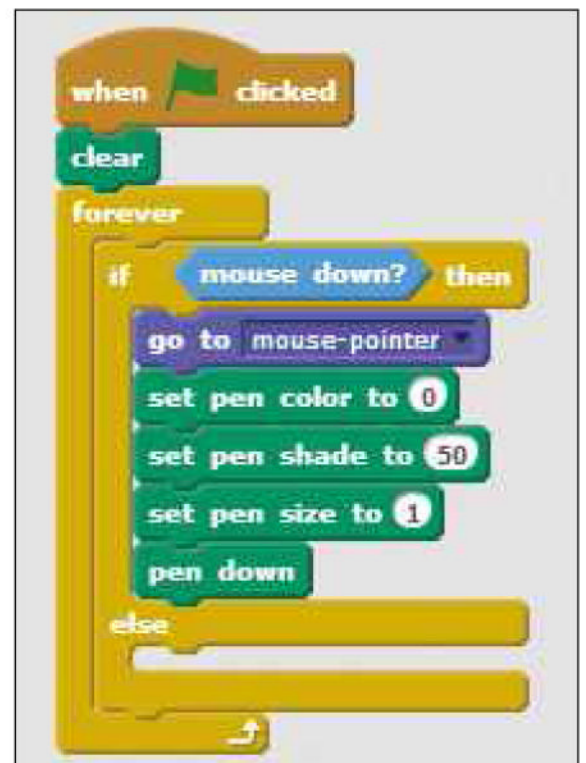 when clicked
clear
forever
if mouse down? then
go to mouse-pointer
set pen color to 0
set pen shade to 50
set pen size to 1
pen down
else